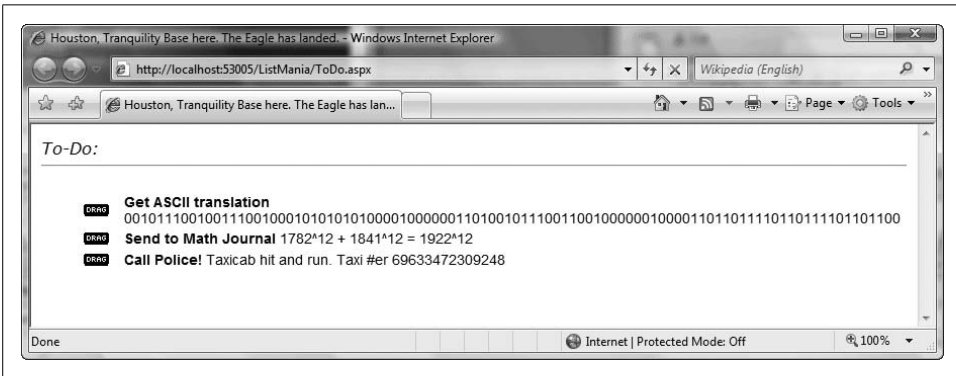 Houston, Tranquility Base here. The Eagle has landed. - Windows Internet Explorer
http://localhost:53005/ListMania/ToDo.aspx
Wikipedia (English)
Houston, Tranquility Base here. The Eagle has lan...
Page
Tools
To-Do:
DRAG Get ASCII translation
001011100100111001000101010101000010000001101001011100110010000001000011011011110110111101101100
DRAG Send to Math Journal 1782^12 + 1841^12 = 1922^12
DRAG Call Police! Taxicab hit and run. Taxi #er 69633472309248
Done
Internet | Protected Mode: Off
100%